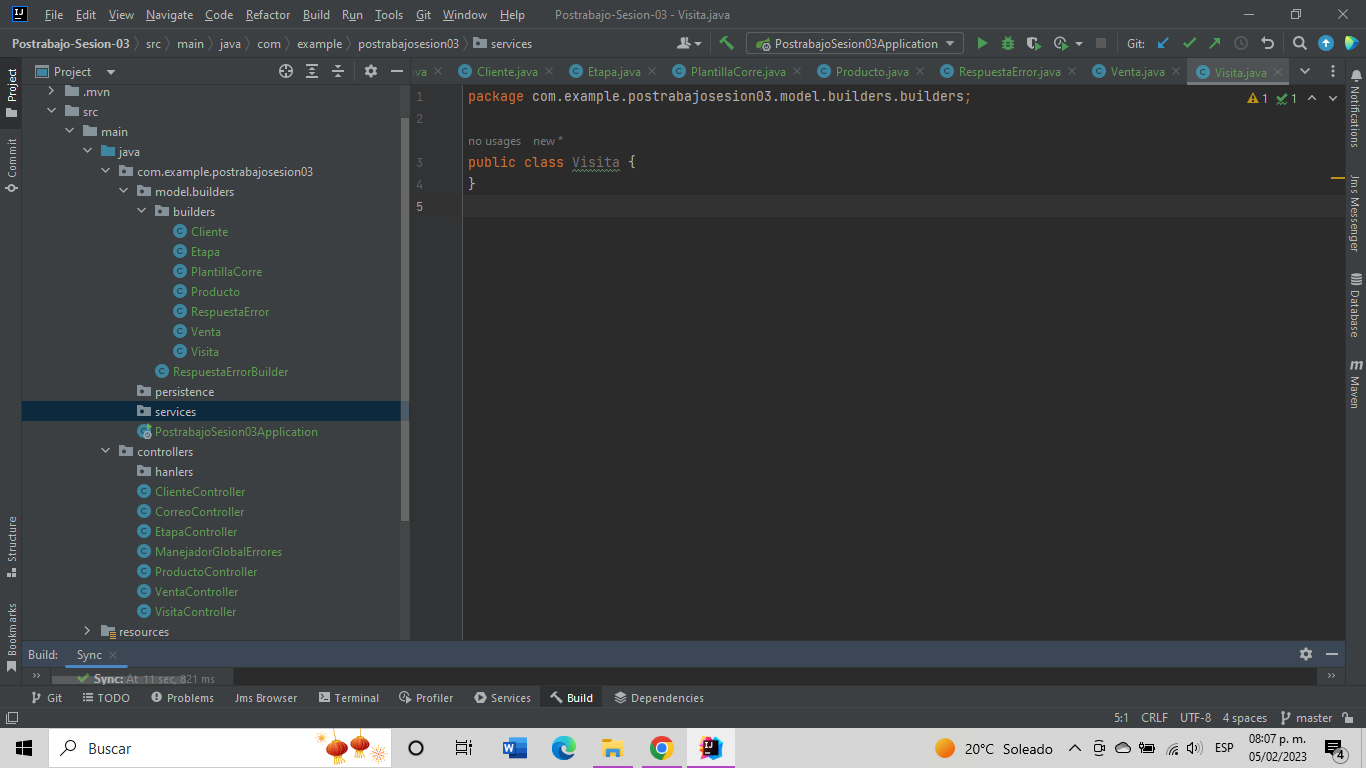 File Edit View Navigate Code Refactor Build Run Tools Git Window Help Postrabajo-Sesion-03 - Visita.java
Postrabajo-Sesion-03 src main java com example postrabajosesion03 services PostrabajoSesion03Application Git:
Project
Project
ava Cliente.java Etapa.java PlantillaCorre.java Producto.java RespuestaError.java Venta.java Visita.java
.mvn
src
main
java
com.example.postrabajosesion03
model.builders
builders
Cliente
Etapa
PlantillaCorre
Producto
RespuestaError
Venta
Visita
RespuestaErrorBuilder
persistence
services
PostrabajoSesion03Application
controllers
hanlers
ClienteController
CorreoController
EtapaController
ManejadorGlobalErrores
ProductoController
VentaController
VisitaController
resources
Commit
Structure
Bookmarks
1 package com.example.postrabajosesion03.model.builders.builders; 1 1
2
no usages new *
3 public class Visita {
4 }
5
Notifications
Jms Messenger
Database
m Maven
Build: Sync
Sync: At 11 sec, 821 ms
Git TODO Problems Jms Browser Terminal Profiler Services Build Dependencies
5:1 CRLF UTF-8 4 spaces master
Buscar 20°C Soleado ESP 08:07 p. m.
05/02/2023 4